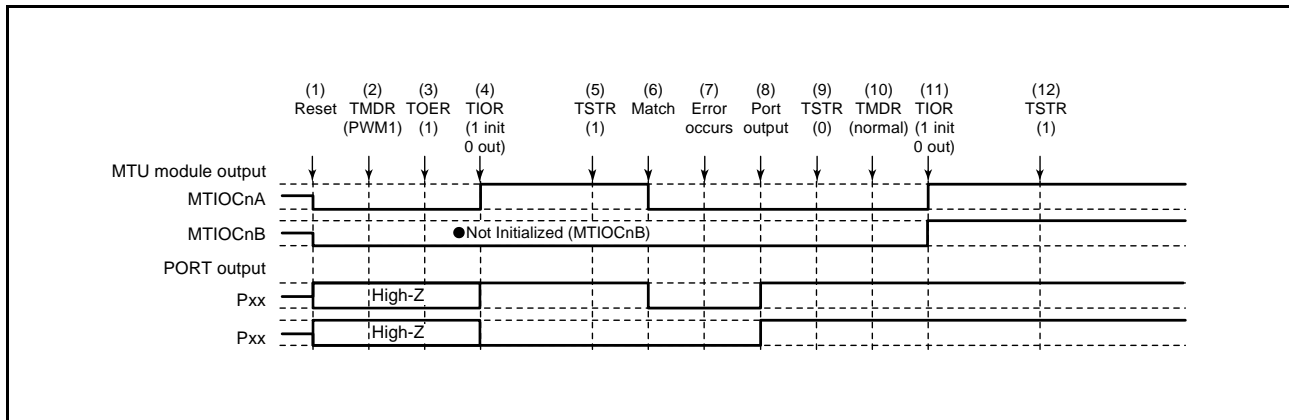 (1) (2) (3) (4) (5) (6) (7) (8) (9) (10) (11) (12)
Reset TMDR TOER TIOR TSTR Match Error Port TSTR TMDR TIOR TSTR
(PWM1) (1) (1 init (1) occurs output (0) (normal) (1 init (1)
0 out) 0 out)
MTU module output
MTIOCnA
MTIOCnB ●Not Initialized (MTIOCnB)
PORT output
Pxx High-Z
Pxx High-Z